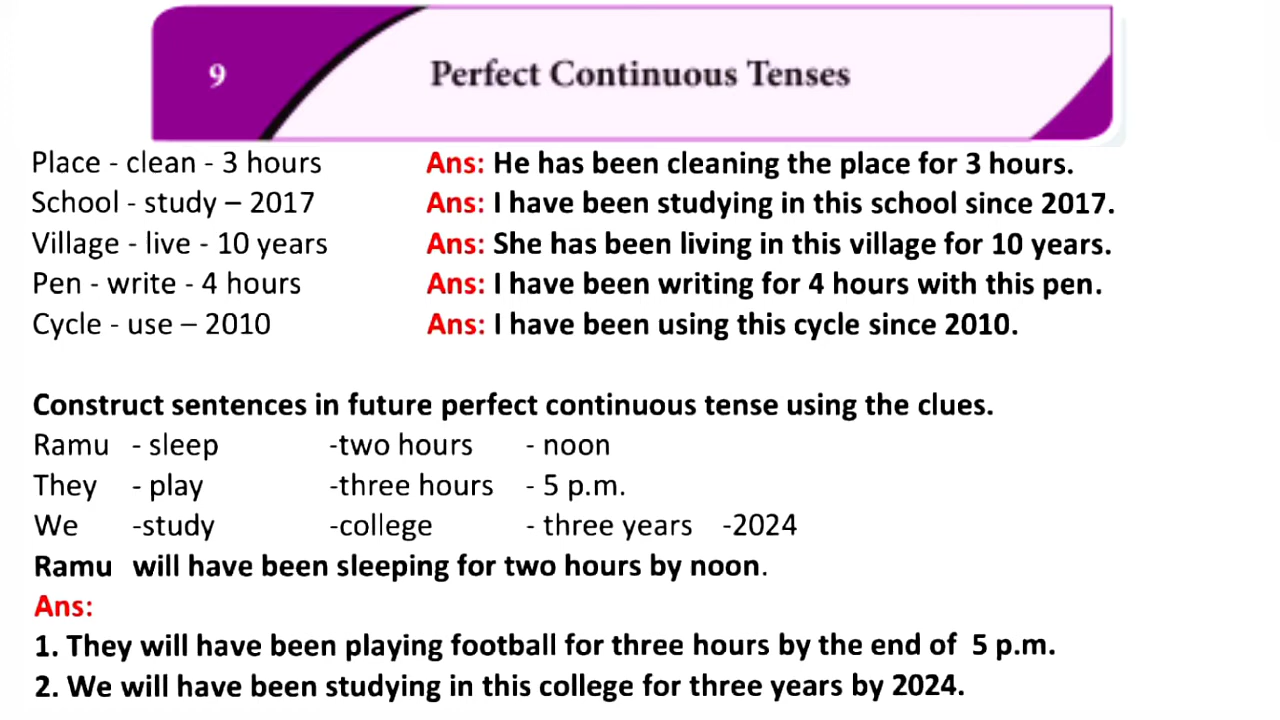 9 Perfect Continuous Tenses
Place - clean - 3 hours Ans: He has been cleaning the place for 3 hours.
School - study – 2017 Ans: I have been studying in this school since 2017.
Village - live - 10 years Ans: She has been living in this village for 10 years.
Pen - write - 4 hours Ans: I have been writing for 4 hours with this pen.
Cycle - use – 2010 Ans: I have been using this cycle since 2010.
Construct sentences in future perfect continuous tense using the clues.
Ramu - sleep -two hours - noon
They - play -three hours - 5 p.m.
We -study -college - three years -2024
Ramu will have been sleeping for two hours by noon.
Ans:
1. They will have been playing football for three hours by the end of 5 p.m.
2. We will have been studying in this college for three years by 2024.